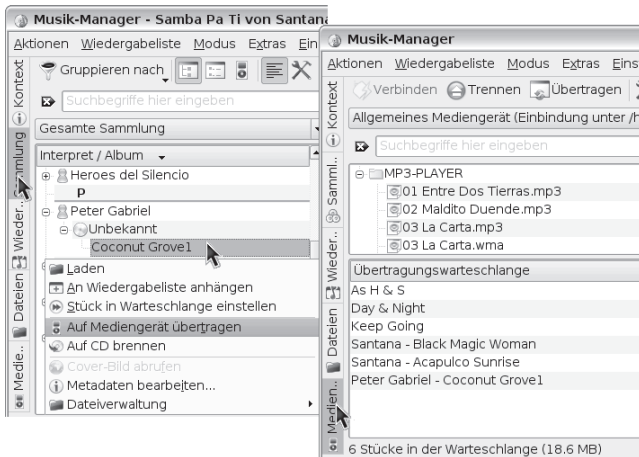 Musik-Manager - Samba Pa Ti von Santana
Aktionen Wiedergabeliste Modus Extras Ein
Kontext
Sammlung
Wieder..
Dateien
Medie..
Gruppieren nach
Suchbegriffe hier eingeben
Gesamte Sammlung
Interpret / Album
Heroes del Silencio
P
Peter Gabriel
Unbekannt
Coconut Grove1
Laden
An Wiedergabeliste anhängen
Stück in Warteschlange einstellen
Auf Mediengerät übertragen
Auf CD brennen
Cover-Bild abrufen
Metadaten bearbeiten...
Dateiverwaltung
Musik-Manager
Aktionen Wiedergabeliste Modus Extras Eins
Kontext
Samml..
Wieder..
Dateien
Medien..
Verbinden Trennen Übertragen
Allgemeines Mediengerät (Einbindung unter /h
Suchbegriffe hier eingeben
MP3-PLAYER
01 Entre Dos Tierras.mp3
02 Maldito Duende.mp3
03 La Carta.mp3
03 La Carta.wma
Übertragungswarteschlange
As H & S
Day & Night
Keep Going
Santana - Black Magic Woman
Santana - Acapulco Sunrise
Peter Gabriel - Coconut Grove1
6 Stücke in der Warteschlange (18.6 MB)